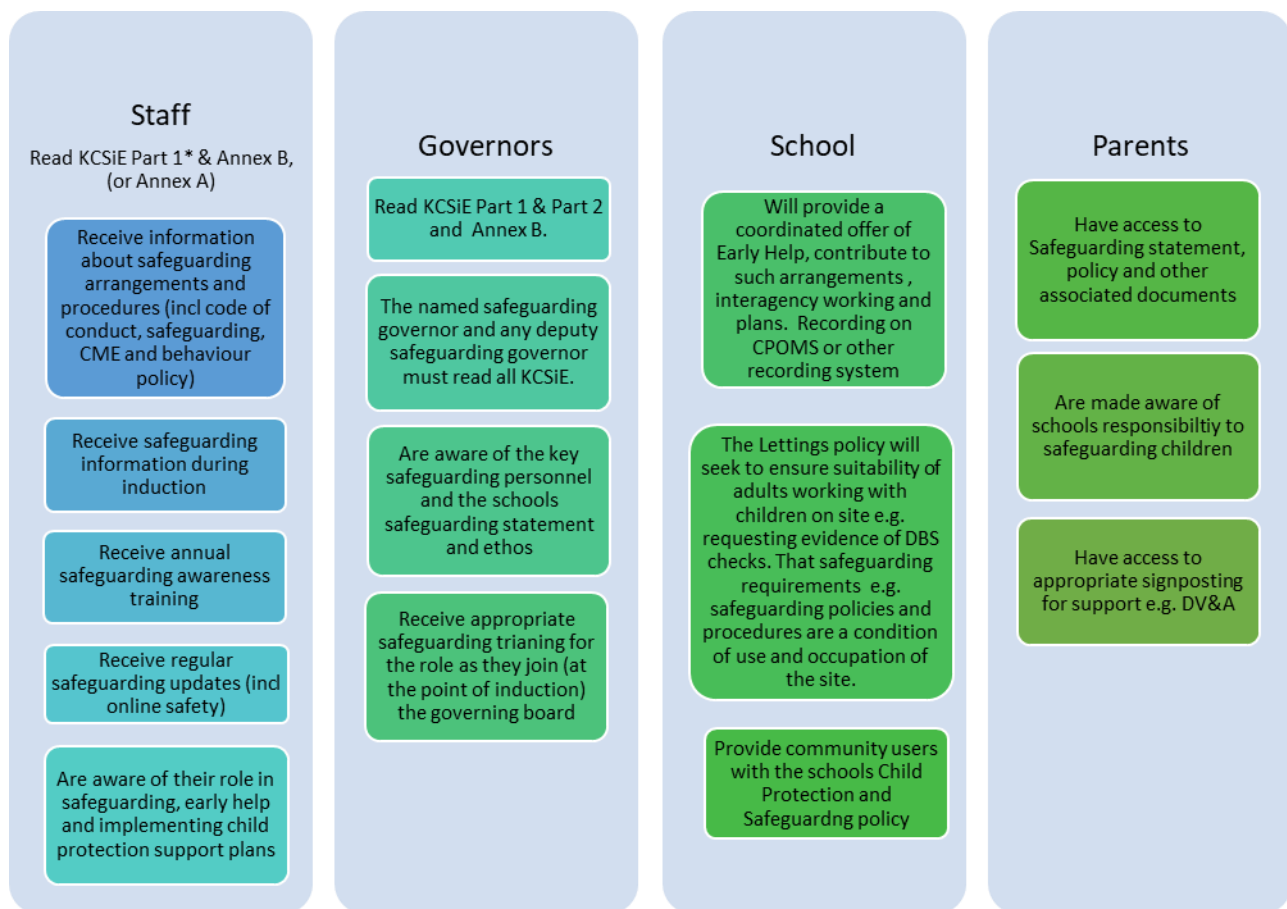 Staff
Read KCSiE Part 1* & Annex B,
(or Annex A)
Receive information
about safeguarding
arrangements and
procedures (incl code of
conduct, safeguarding,
CME and behaviour
policy)
Receive safeguarding
information during
induction
Receive annual
safeguarding awareness
training
Receive regular
safeguarding updates (incl
online safety)
Are aware of their role in
safeguarding, early help
and implementing child
protection support plans
Governors
Read KCSiE Part 1 & Part 2
and Annex B.
The named safeguarding
governor and any deputy
safeguarding governor
must read all KCSiE.
Are aware of the key
safeguarding personnel
and the schools
safeguarding statement
and ethos
Receive appropriate
safeguarding trianing for
the role as they join (at
the point of induction)
the governing board
School
Will provide a
coordinated offer of
Early Help, contribute to
such arrangements ,
interagency working and
plans. Recording on
CPOMS or other
recording system
The Lettings policy will
seek to ensure suitability of
adults working with
children on site e.g.
requesting evidence of DBS
checks. That safeguarding
requirements e.g.
safeguarding policies and
procedures are a condition
of use and occupation of
the site.
Provide community users
with the schools Child
Protection and
Safeguardng policy
Parents
Have access to
Safeguarding statement,
policy and other
associated documents
Are made aware of
schools responsibiltiy to
safeguarding children
Have access to
appropriate signposting
for support e.g. DV&A